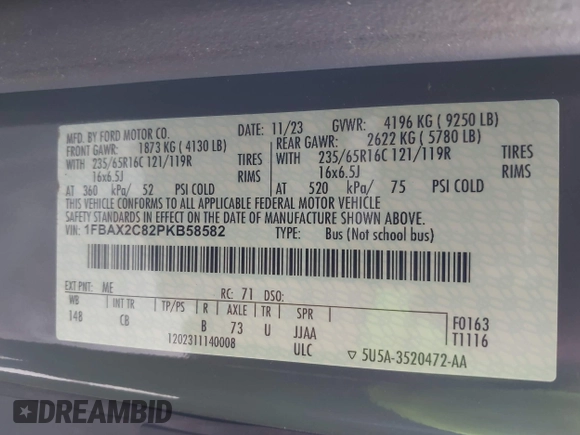 MFD. BY FORD MOTOR CO.
DATE: 11/23 GVWR: 4196 KG ( 9250 LB)
FRONT GAWR: 1873 KG ( 4130 LB) REAR GAWR: 2622 KG ( 5780 LB)
WITH 235/65R16C 121/119R TIRES WITH 235/65R16C 121/119R TIRES
16x6.5J RIMS 16x6.5J RIMS
AT 360 kPa/ 52 PSI COLD AT 520 kPa/ 75 PSI COLD
THIS VEHICLE CONFORMS TO ALL APPLICABLE FEDERAL MOTOR VEHICLE
SAFETY STANDARDS IN EFFECT ON THE DATE OF MANUFACTURE SHOWN ABOVE.
VIN: 1FBAX2C82PKB58582 TYPE: Bus (Not school bus)
EXT PNT: ME RC: 71 DSO:
WB INT TR TP/PS R AXLE TR SPR
14B CB B 73 U JJAA F0163
1202311140008 ULC T1116
▽ 5U5A-3520472-AA
DREAMBID